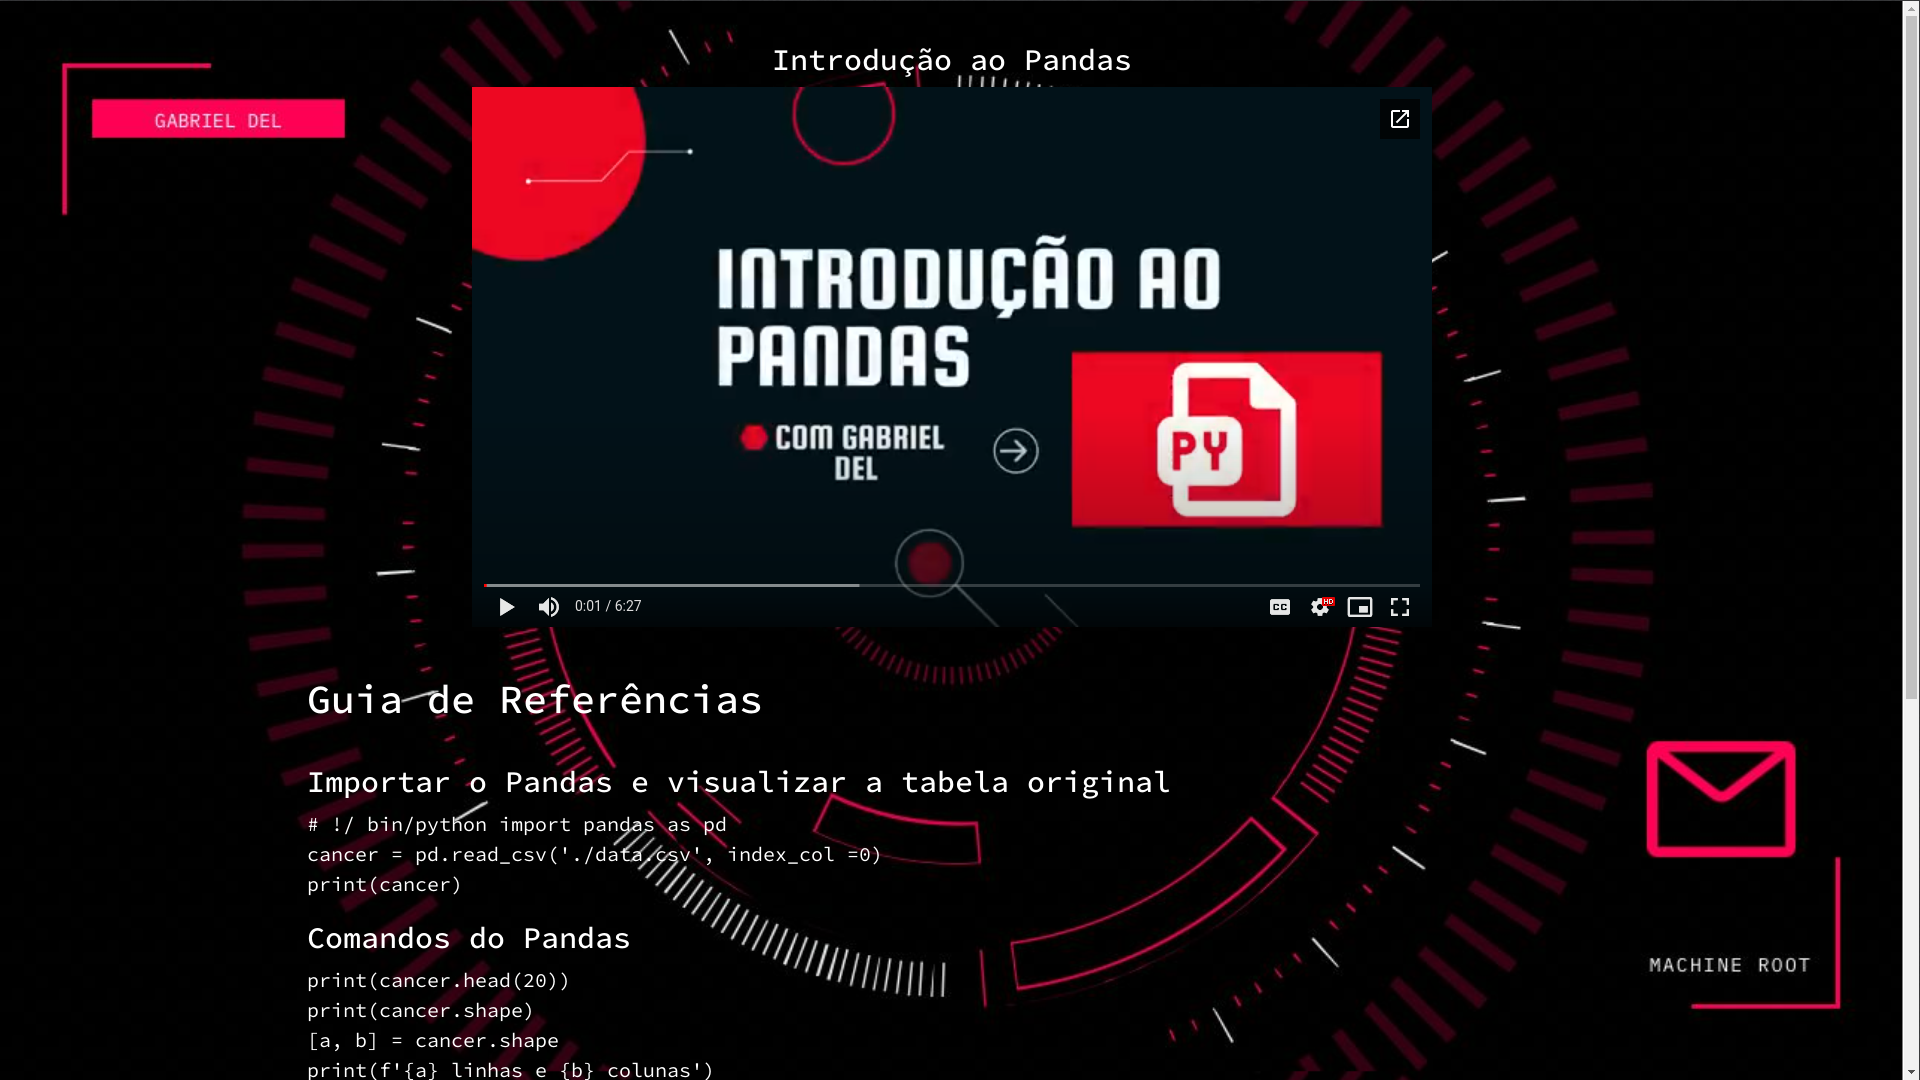 Introdução ao Pandas
GABRIEL DEL
INTRODUÇÃO AO
PANDAS
COM GABRIEL
DEL
PY
0:01 / 6:27
CC
HD
Guia de Referências
Importar o Pandas e visualizar a tabela original
# !/ bin/python import pandas as pd
cancer = pd.read_csv('./data.csv', index_col =0)
print(cancer)
Comandos do Pandas
print(cancer.head(20))
print(cancer.shape)
[a, b] = cancer.shape
print(f'{a} linhas e {b} colunas')
MACHINE ROOT